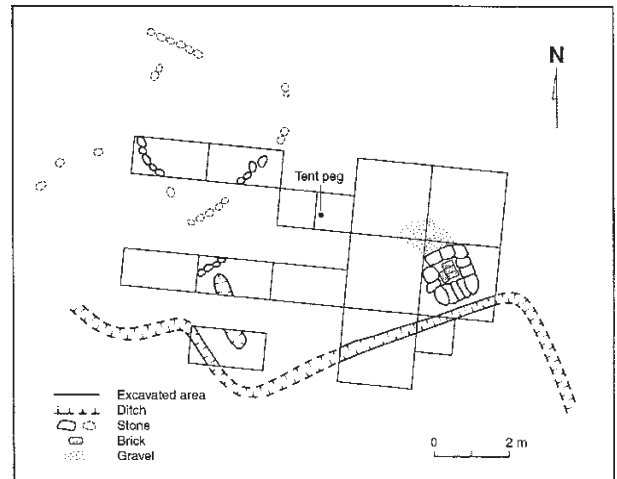 N
Tent peg
Excavated area
Ditch
Stone
Brick
Gravel
0 2 m